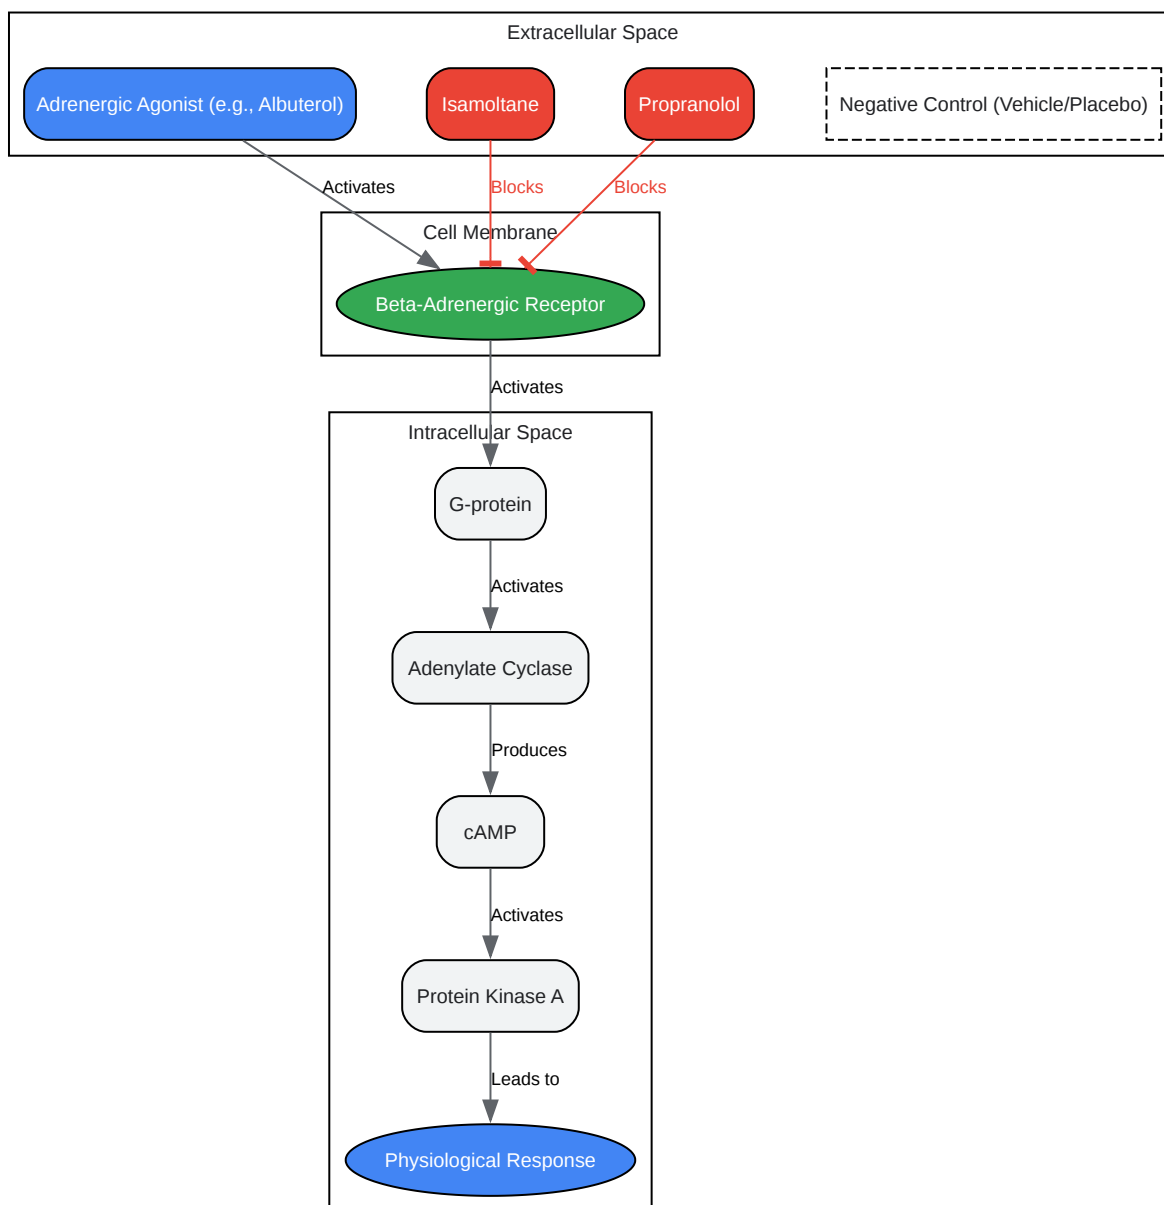 Extracellular Space
Adrenergic Agonist (e.g., Albuterol)
Isamoltane
Propranolol
Negative Control (Vehicle/Placebo)
Activates
Blocks
Blocks
Cell Membrane
Beta-Adrenergic Receptor
Activates
Intracellular Space
G-protein
Activates
Adenylate Cyclase
Produces
cAMP
Activates
Protein Kinase A
Leads to
Physiological Response